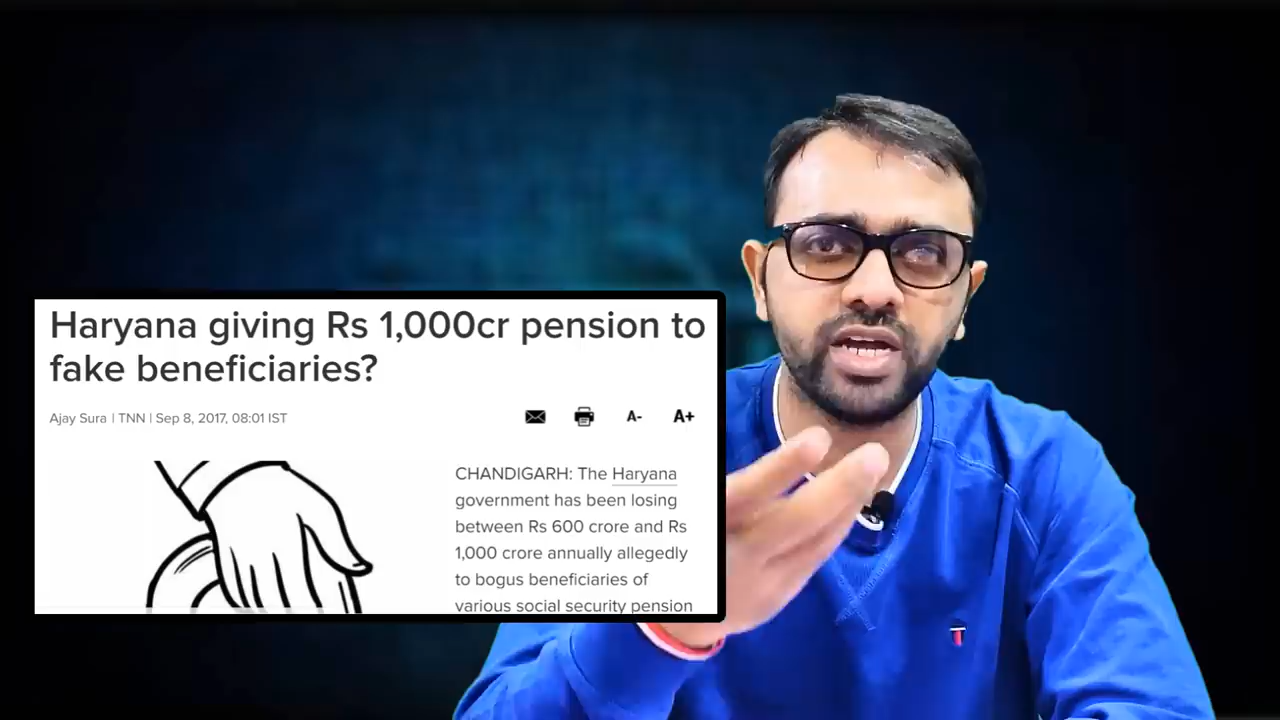 Haryana giving Rs 1,000cr pension to
fake beneficiaries?
Ajay Sura | TNN | Sep 8, 2017, 08:01 IST
A- A+
CHANDIGARH: The Haryana
government has been losing
between Rs 600 crore and Rs
1,000 crore annually allegedly
to bogus beneficiaries of
various social security pension